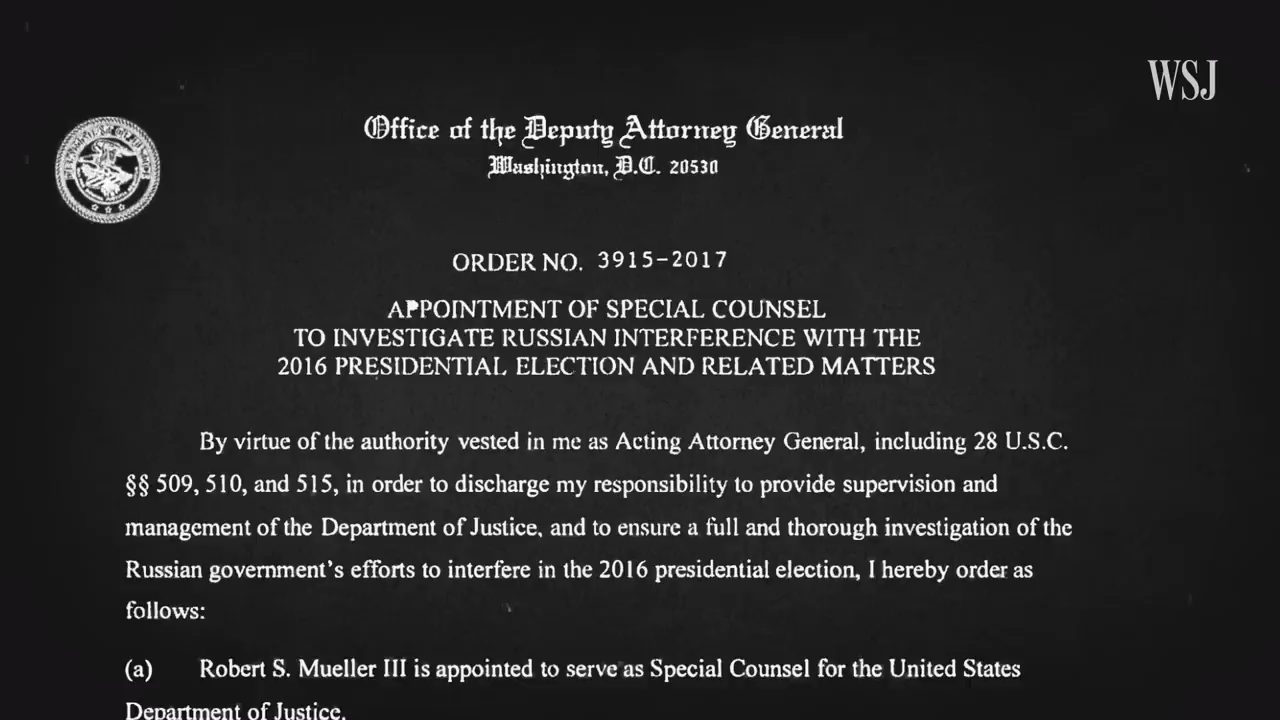 WSJ
Office of the Deputy Attorney General
Washington, D.C. 20530
ORDER NO. 3915-2017
APPOINTMENT OF SPECIAL COUNSEL
TO INVESTIGATE RUSSIAN INTERFERENCE WITH THE
2016 PRESIDENTIAL ELECTION AND RELATED MATTERS
By virtue of the authority vested in me as Acting Attorney General, including 28 U.S.C.
§§ 509, 510, and 515, in order to discharge my responsibility to provide supervision and
management of the Department of Justice, and to ensure a full and thorough investigation of the
Russian government's efforts to interfere in the 2016 presidential election, I hereby order as
follows:
(a) Robert S. Mueller III is appointed to serve as Special Counsel for the United States
Department of Justice.